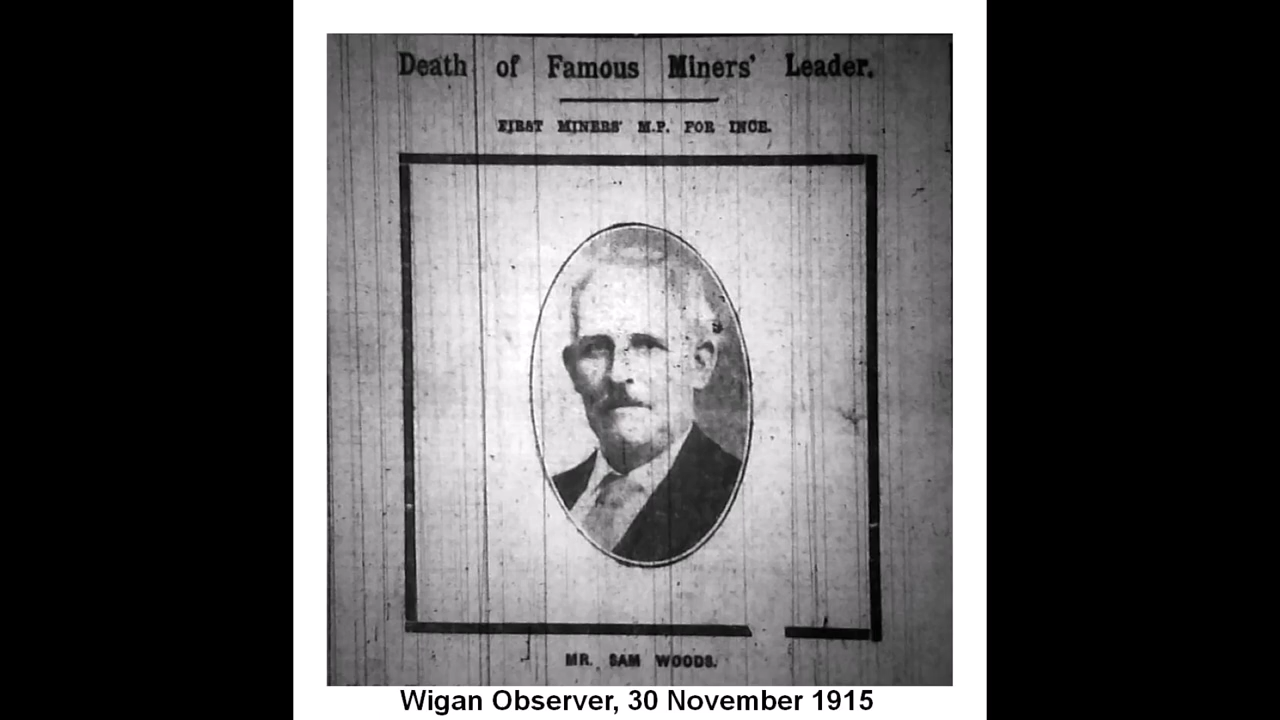 Death of Famous Miners' Leader.
FIRST MINERS' M.P. FOR INCE.
MR. SAM WOODS.
Wigan Observer, 30 November 1915